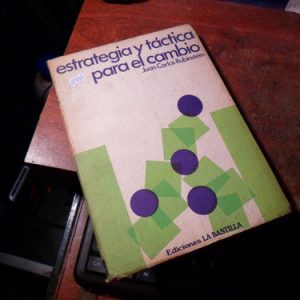 estrategia y táctica
para el cambio
Juan Carlos Rubinstein
Ediciones LA BASTILLA